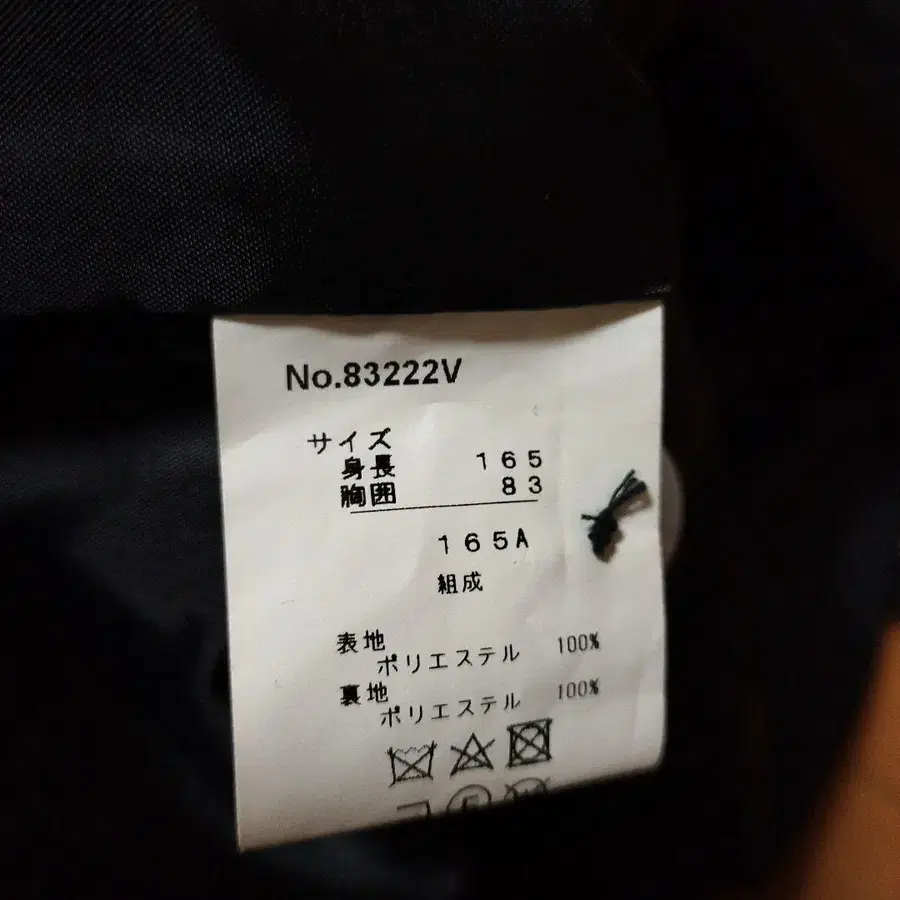 No.83222V
サイズ
身長 165
胸囲 83
165A
組成
表地
ポリエステル 100%
裏地
ポリエステル 100%